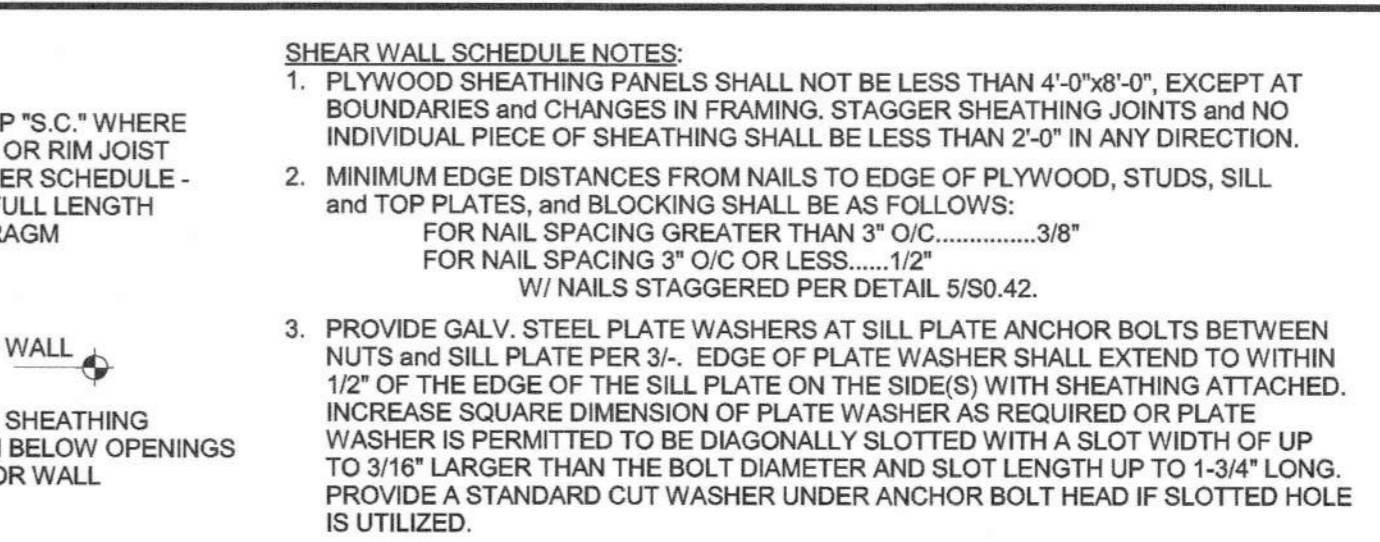 P "S.C." WHERE
OR RIM JOIST
ER SCHEDULE -
FULL LENGTH
RAGM
WALL
SHEATHING
BELOW OPENINGS
OR WALL
SHEAR WALL SCHEDULE NOTES:
1. PLYWOOD SHEATHING PANELS SHALL NOT BE LESS THAN 4'-0"x8'-0", EXCEPT AT
BOUNDARIES and CHANGES IN FRAMING. STAGGER SHEATHING JOINTS and NO
INDIVIDUAL PIECE OF SHEATHING SHALL BE LESS THAN 2'-0" IN ANY DIRECTION.
2. MINIMUM EDGE DISTANCES FROM NAILS TO EDGE OF PLYWOOD, STUDS, SILL
and TOP PLATES, and BLOCKING SHALL BE AS FOLLOWS:
FOR NAIL SPACING GREATER THAN 3" O/C...............3/8"
FOR NAIL SPACING 3" O/C OR LESS......1/2"
W/ NAILS STAGGERED PER DETAIL 5/S0.42.
3. PROVIDE GALV. STEEL PLATE WASHERS AT SILL PLATE ANCHOR BOLTS BETWEEN
NUTS and SILL PLATE PER 3/-. EDGE OF PLATE WASHER SHALL EXTEND TO WITHIN
1/2" OF THE EDGE OF THE SILL PLATE ON THE SIDE(S) WITH SHEATHING ATTACHED.
INCREASE SQUARE DIMENSION OF PLATE WASHER AS REQUIRED OR PLATE
WASHER IS PERMITTED TO BE DIAGONALLY SLOTTED WITH A SLOT WIDTH OF UP
TO 3/16" LARGER THAN THE BOLT DIAMETER AND SLOT LENGTH UP TO 1-3/4" LONG.
PROVIDE A STANDARD CUT WASHER UNDER ANCHOR BOLT HEAD IF SLOTTED HOLE
IS UTILIZED.